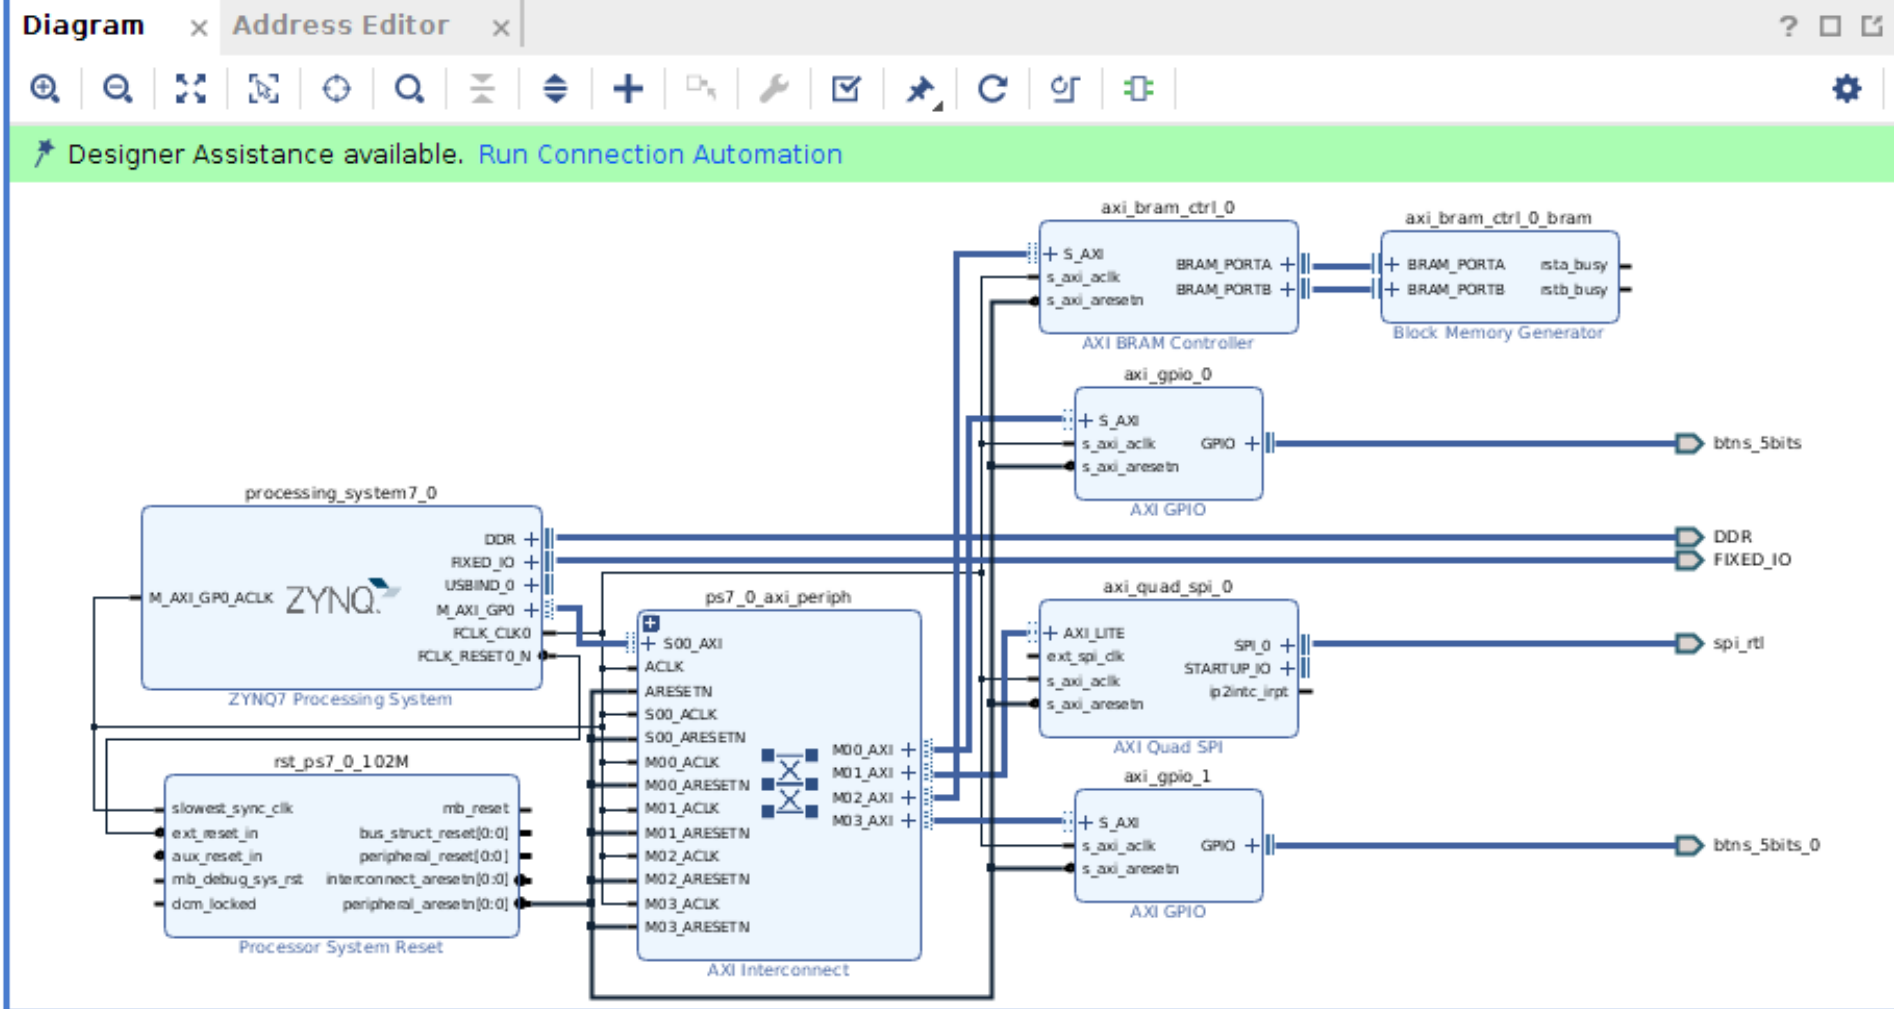 Diagram × Address Editor ×
Designer Assistance available. Run Connection Automation
axi_bram_ctrl_0
S_AXI
s_axi_aclk
s_axi_aresetn
BRAM_PORTA
BRAM_PORTB
AXI BRAM Controller
axi_bram_ctrl_0_bram
BRAM_PORTA
BRAM_PORTB
rsta_busy
rstb_busy
Block Memory Generator
axi_gpio_0
S_AXI
s_axi_aclk
s_axi_aresetn
GPIO
AXI GPIO
btns_5bits
processing_system7_0
M_AXI_GP0_ACLK
ZYNQ
DDR
FIXED_IO
USBIND_0
M_AXI_GP0
FCLK_CLK0
FCLK_RESET0_N
ZYNQ7 Processing System
DDR
FIXED_IO
ps7_0_axi_periph
S00_AXI
ACLK
ARESETN
S00_ACLK
S00_ARESETN
M00_ACLK
M00_ARESETN
M01_ACLK
M01_ARESETN
M02_ACLK
M02_ARESETN
M03_ACLK
M03_ARESETN
M00_AXI
M01_AXI
M02_AXI
M03_AXI
AXI Interconnect
axi_quad_spi_0
AXI_LITE
ext_spi_clk
s_axi_aclk
s_axi_aresetn
SPI_0
STARTUP_IO
ip2intc_irpt
AXI Quad SPI
spi_rtl
rst_ps7_0_102M
slowest_sync_clk
ext_reset_in
aux_reset_in
mb_debug_sys_rst
dcm_locked
mb_reset
bus_struct_reset[0:0]
peripheral_reset[0:0]
interconnect_aresetn[0:0]
peripheral_aresetn[0:0]
Processor System Reset
axi_gpio_1
S_AXI
s_axi_aclk
s_axi_aresetn
GPIO
AXI GPIO
btns_5bits_0